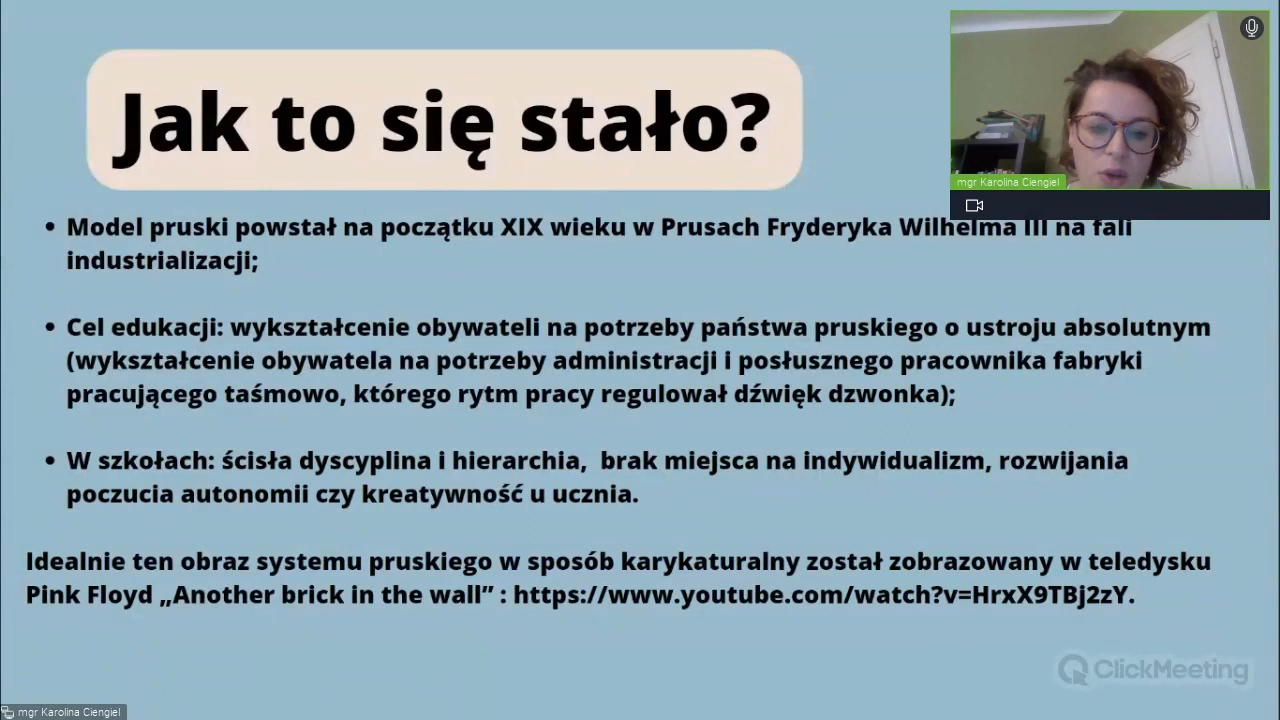 Jak to się stało?
mgr Karolina Ciengiel
• Model pruski powstał na początku XIX wieku w Prusach Fryderyka Wilhelma III na fali
industrializacji;
• Cel edukacji: wykształcenie obywateli na potrzeby państwa pruskiego o ustroju absolutnym
(wykształcenie obywatela na potrzeby administracji i posłusznego pracownika fabryki
pracującego taśmowo, którego rytm pracy regulował dźwięk dzwonka);
• W szkołach: ścisła dyscyplina i hierarchia,  brak miejsca na indywidualizm, rozwijania
poczucia autonomii czy kreatywność u ucznia.
Idealnie ten obraz systemu pruskiego w sposób karykaturalny został zobrazowany w teledysku
Pink Floyd „Another brick in the wall” : https://www.youtube.com/watch?v=HrxX9TBj2zY.
ClickMeeting
mgr Karolina Ciengiel